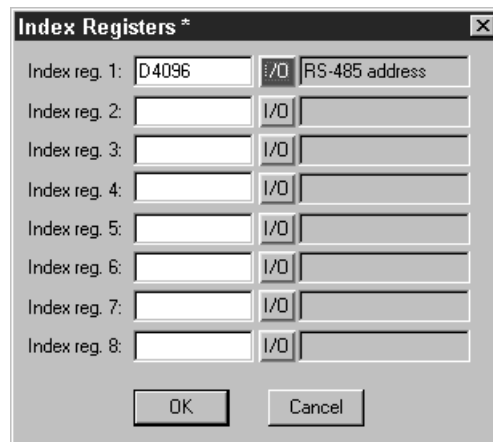 Index Registers *
Index reg. 1: D4096 I/O RS-485 address
Index reg. 2: I/O
Index reg. 3: I/O
Index reg. 4: I/O
Index reg. 5: I/O
Index reg. 6: I/O
Index reg. 7: I/O
Index reg. 8: I/O
OK Cancel